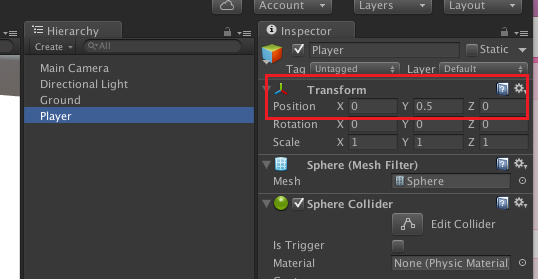 Account Layers Layout
Hierarchy
Create All
Main Camera
Directional Light
Ground
Player
Inspector
Player Static
Tag Untagged Layer Default
Transform
Position X 0 Y 0.5 Z 0
Rotation X 0 Y 0 Z 0
Scale X 1 Y 1 Z 1
Sphere (Mesh Filter)
Mesh Sphere
Sphere Collider
Edit Collider
Is Trigger
Material None (Physic Material